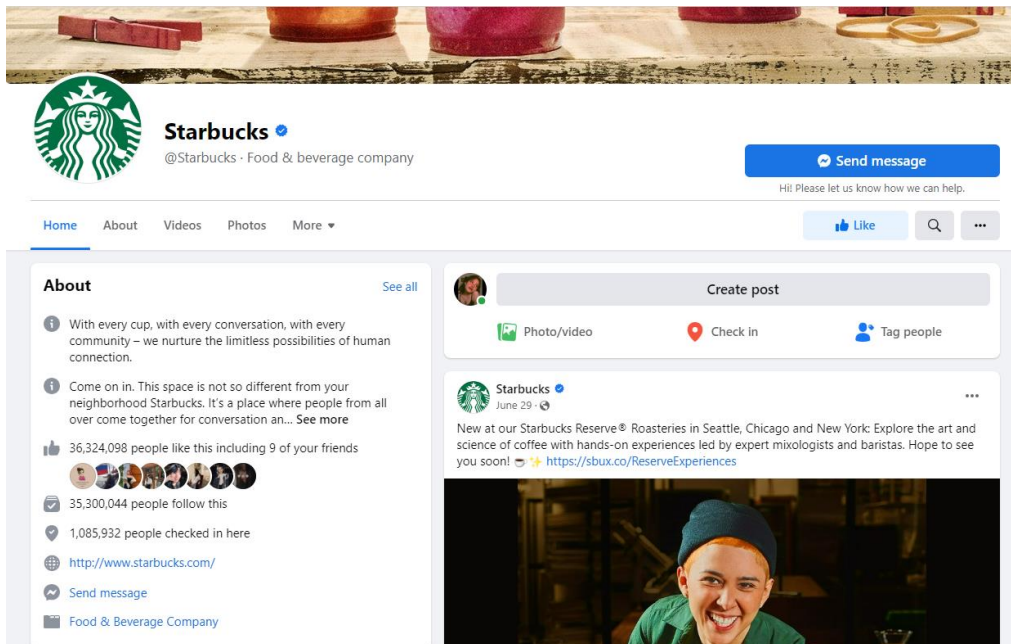 Starbucks
@Starbucks · Food & beverage company
Send message
Hi! Please let us know how we can help.
Home
About
Videos
Photos
More
Like
About
See all
With every cup, with every conversation, with every
community – we nurture the limitless possibilities of human
connection.
Come on in. This space is not so different from your
neighborhood Starbucks. It's a place where people from all
over come together for conversation an... See more
36,324,098 people like this including 9 of your friends
35,300,044 people follow this
1,085,932 people checked in here
http://www.starbucks.com/
Send message
Food & Beverage Company
Create post
Photo/video
Check in
Tag people
Starbucks
June 29 ·
New at our Starbucks Reserve® Roasteries in Seattle, Chicago and New York: Explore the art and
science of coffee with hands-on experiences led by expert mixologists and baristas. Hope to see
you soon! ☕✨ https://sbux.co/ReserveExperiences